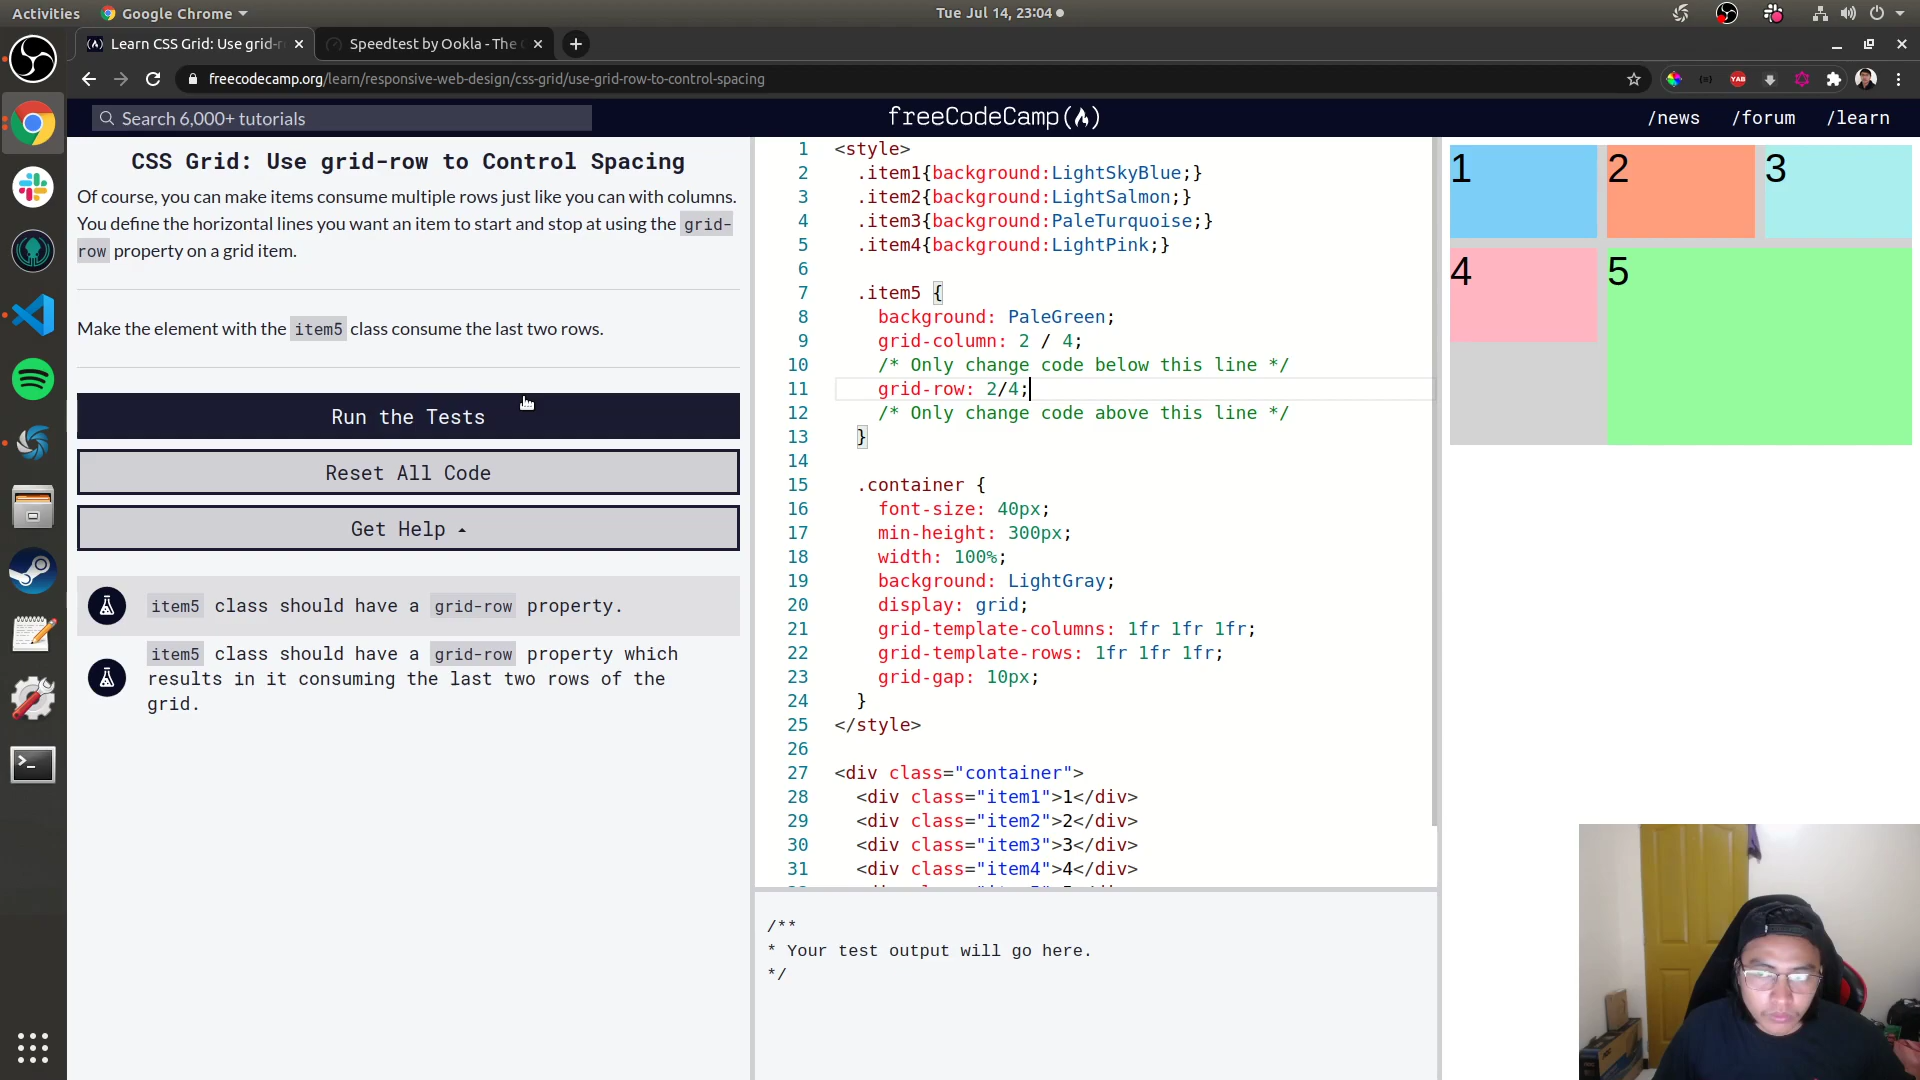 Activities
Google Chrome
Tue Jul 14, 23:04
Learn CSS Grid: Use grid-r
Speedtest by Ookla - The
freecodecamp.org/learn/responsive-web-design/css-grid/use-grid-row-to-control-spacing
YAB
Search 6,000+ tutorials
freeCodeCamp
/news
/forum
/learn
CSS Grid: Use grid-row to Control Spacing
Of course, you can make items consume multiple rows just like you can with columns.
You define the horizontal lines you want an item to start and stop at using the grid-
row property on a grid item.
Make the element with the item5 class consume the last two rows.
Run the Tests
Reset All Code
Get Help
item5 class should have a grid-row property.
item5 class should have a grid-row property which
results in it consuming the last two rows of the
grid.
1 <style>
2 .item1{background:LightSkyBlue;}
3 .item2{background:LightSalmon;}
4 .item3{background:PaleTurquoise;}
5 .item4{background:LightPink;}
6
7 .item5 {
8 background: PaleGreen;
9 grid-column: 2 / 4;
10 /* Only change code below this line */
11 grid-row: 2/4;
12 /* Only change code above this line */
13 }
14
15 .container {
16 font-size: 40px;
17 min-height: 300px;
18 width: 100%;
19 background: LightGray;
20 display: grid;
21 grid-template-columns: 1fr 1fr 1fr;
22 grid-template-rows: 1fr 1fr 1fr;
23 grid-gap: 10px;
24 }
25 </style>
26
27 <div class="container">
28 <div class="item1">1</div>
29 <div class="item2">2</div>
30 <div class="item3">3</div>
31 <div class="item4">4</div>
/**
* Your test output will go here.
*/
1
2
3
4
5